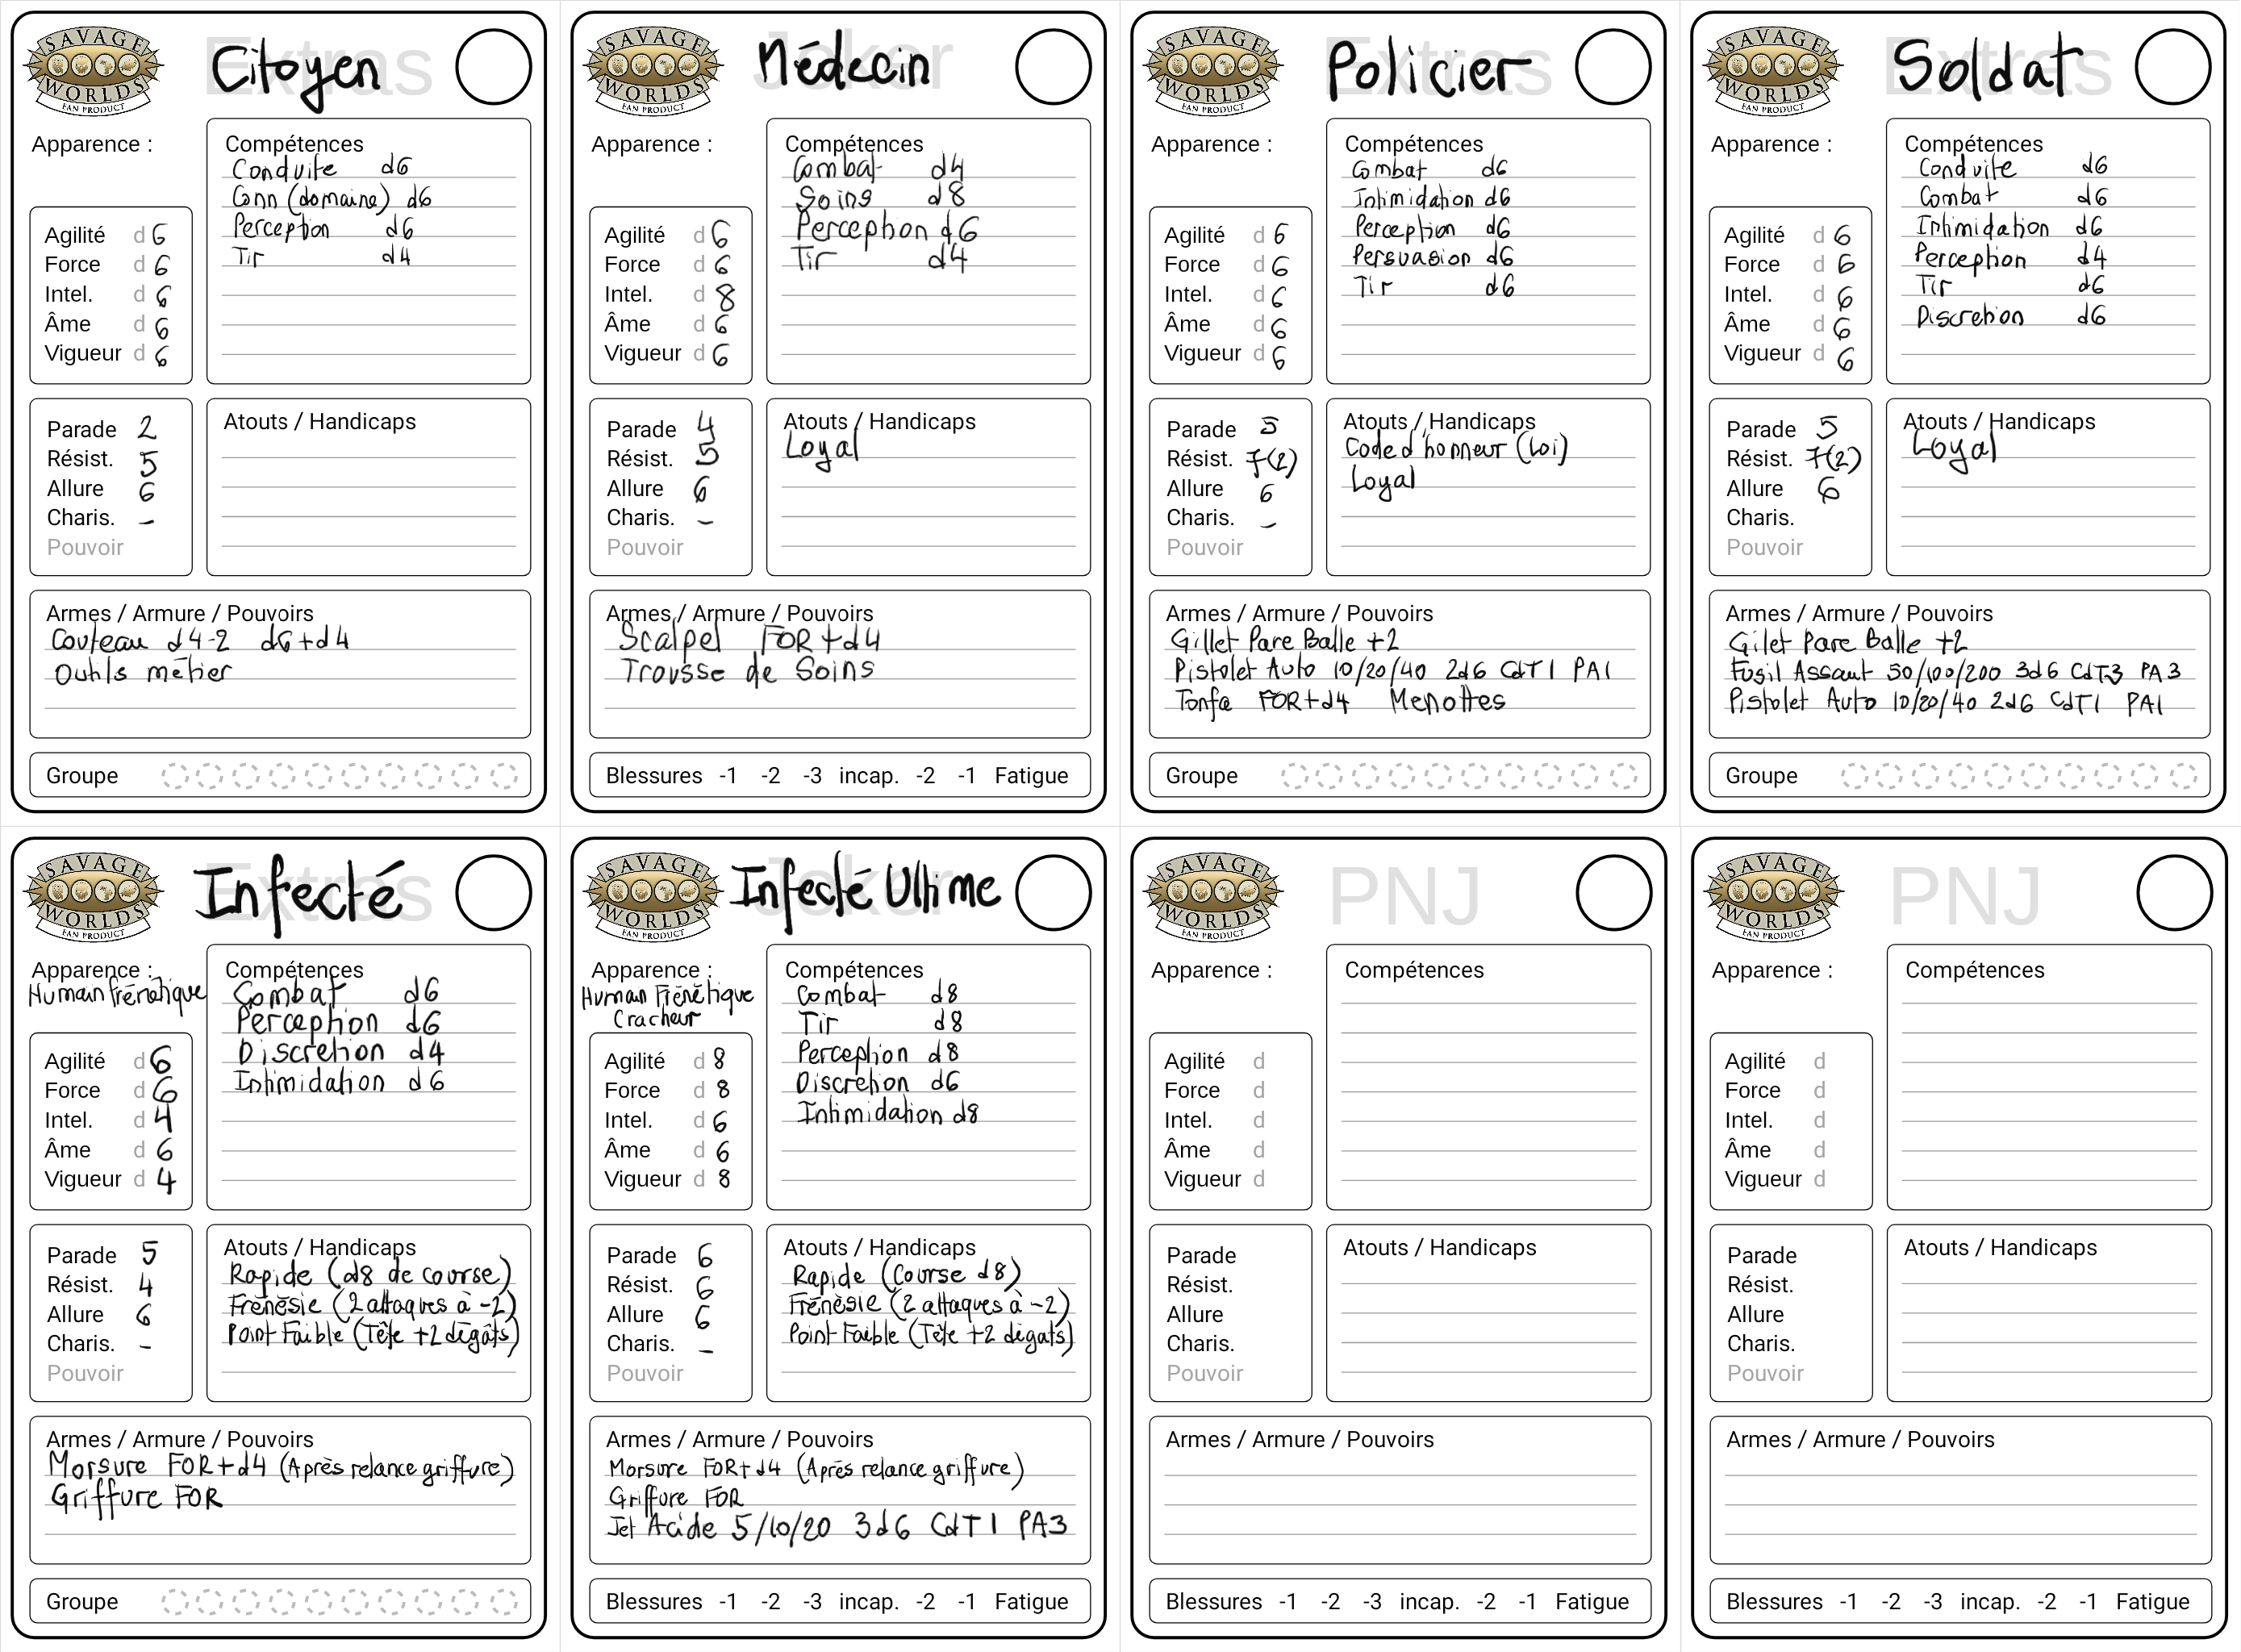 SAVAGE
WORLDS
FAN PRODUCT
Extras
Citoyen
Apparence :
Compétences
Conduite d6
Conn (domaine) d6
Perception d6
Tir d4
Agilité d 6
Force d 6
Intel. d 6
Âme d 6
Vigueur d 6
Parade 2
Résist. 5
Allure 6
Charis. -
Pouvoir
Atouts / Handicaps
Armes / Armure / Pouvoirs
Couteau d4-2 d6+d4
Outils métier
Groupe
SAVAGE
WORLDS
FAN PRODUCT
Joker
Médecin
Apparence :
Compétences
Combat d4
Soins d8
Perception d6
Tir d4
Agilité d 6
Force d 6
Intel. d 8
Âme d 6
Vigueur d 6
Parade 4
Résist. 5
Allure 6
Charis. -
Pouvoir
Atouts / Handicaps
Loyal
Armes / Armure / Pouvoirs
Scalpel FOR+d4
Trousse de Soins
Blessures -1 -2 -3 incap. -2 -1 Fatigue
SAVAGE
WORLDS
FAN PRODUCT
Extras
Policier
Apparence :
Compétences
Combat d6
Intimidation d6
Perception d6
Persuasion d6
Tir d6
Agilité d 6
Force d 6
Intel. d 6
Âme d 6
Vigueur d 6
Parade 5
Résist. 7(2)
Allure 6
Charis. -
Pouvoir
Atouts / Handicaps
Code d'honneur (Loi)
Loyal
Armes / Armure / Pouvoirs
Gillet Pare Balle +2
Pistolet Auto 10/20/40 2d6 CdT1 PA1
Tonfa FOR+d4 Menottes
Groupe
SAVAGE
WORLDS
FAN PRODUCT
Extras
Soldat
Apparence :
Compétences
Conduite d6
Combat d6
Intimidation d6
Perception d4
Tir d6
Discretion d6
Agilité d 6
Force d 6
Intel. d 6
Âme d 6
Vigueur d 6
Parade 5
Résist. 7(2)
Allure 6
Charis.
Pouvoir
Atouts / Handicaps
Loyal
Armes / Armure / Pouvoirs
Gilet Pare Balle +2
Fusil Assaut 50/100/200 3d6 CdT3 PA3
Pistolet Auto 10/20/40 2d6 CdT1 PA1
Groupe
SAVAGE
WORLDS
FAN PRODUCT
Extras
Infecté
Apparence :
Human frénétique
Compétences
Combat d6
Perception d6
Discretion d4
Intimidation d6
Agilité d 6
Force d 6
Intel. d 4
Âme d 6
Vigueur d 4
Parade 5
Résist. 4
Allure 6
Charis. -
Pouvoir
Atouts / Handicaps
Rapide (d8 de course)
Frénésie (2 attaques à -2)
Point Faible (Tête +2 dégâts)
Armes / Armure / Pouvoirs
Morsure FOR+d4 (Après relance griffure)
Griffure FOR
Groupe
SAVAGE
WORLDS
FAN PRODUCT
Joker
Infecté Ultime
Apparence :
Human Frénétique
Cracheur
Compétences
Combat d8
Tir d8
Perception d8
Discretion d6
Intimidation d8
Agilité d 8
Force d 8
Intel. d 6
Âme d 6
Vigueur d 8
Parade 6
Résist. 6
Allure 6
Charis. -
Pouvoir
Atouts / Handicaps
Rapide (Course d8)
Frénésie (2 attaques à -2)
Point Faible (Tête +2 dégats)
Armes / Armure / Pouvoirs
Morsure FOR+d4 (Après relance griffure)
Griffure FOR
Jet Acide 5/10/20 3d6 CdT1 PA3
Blessures -1 -2 -3 incap. -2 -1 Fatigue
SAVAGE
WORLDS
FAN PRODUCT
PNJ
Apparence :
Compétences
Agilité d
Force d
Intel. d
Âme d
Vigueur d
Parade
Résist.
Allure
Charis.
Pouvoir
Atouts / Handicaps
Armes / Armure / Pouvoirs
Blessures -1 -2 -3 incap. -2 -1 Fatigue
SAVAGE
WORLDS
FAN PRODUCT
PNJ
Apparence :
Compétences
Agilité d
Force d
Intel. d
Âme d
Vigueur d
Parade
Résist.
Allure
Charis.
Pouvoir
Atouts / Handicaps
Armes / Armure / Pouvoirs
Blessures -1 -2 -3 incap. -2 -1 Fatigue